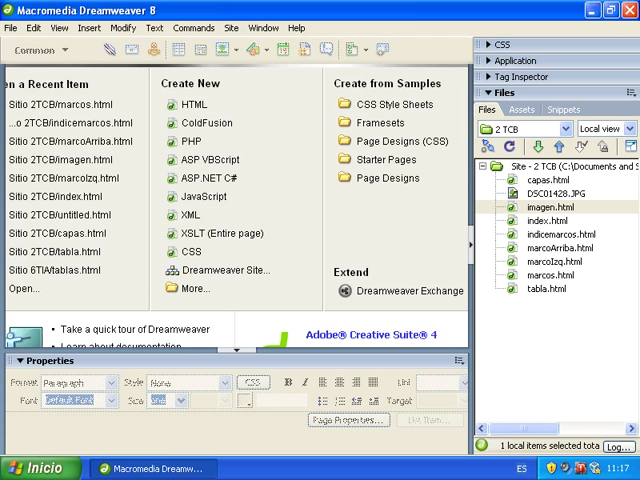 Macromedia Dreamweaver 8
File Edit View Insert Modify Text Commands Site Window Help
Common
en a Recent Item
Sitio 2TCB/marcos.html
...o 2TCB/indicemarcos.html
Sitio 2TCB/marcoArriba.html
Sitio 2TCB/imagen.html
Sitio 2TCB/marcoIzq.html
Sitio 2TCB/index.html
Sitio 2TCB/untitled.html
Sitio 2TCB/capas.html
Sitio 2TCB/tabla.html
Sitio 6TIA/tablas.html
Open...
Create New
HTML
ColdFusion
PHP
ASP VBScript
ASP.NET C#
JavaScript
XML
XSLT (Entire page)
CSS
Dreamweaver Site...
More...
Create from Samples
CSS Style Sheets
Framesets
Page Designs (CSS)
Starter Pages
Page Designs
Extend
Dreamweaver Exchange
• Take a quick tour of Dreamweaver
• Learn about documentation
Adobe® Creative Suite® 4
Properties
Format Paragraph Style None CSS B I Link
Font Default Font Size None Target
Page Properties... List Item...
CSS
Application
Tag Inspector
Files
Files Assets Snippets
2 TCB Local view
Site - 2 TCB (C:\Documents and S
capas.html
DSC01428.JPG
imagen.html
index.html
indicemarcos.html
marcoArriba.html
marcoIzq.html
marcos.html
tabla.html
1 local items selected tota Log...
Inicio Macromedia Dreamw... ES 11:17